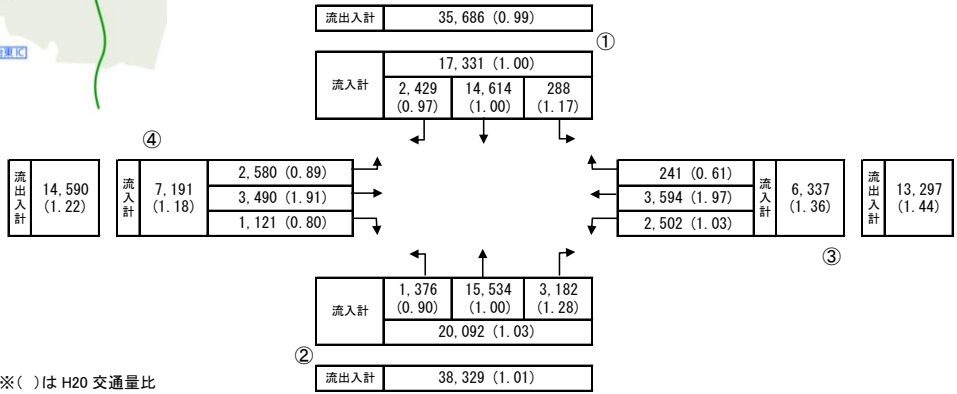 東IC
流出入計 35,686 (0.99)
①
流入計 17,331 (1.00)
2,429 (0.97) 14,614 (1.00) 288 (1.17)
④
流出入計 14,590 (1.22)
流入計 7,191 (1.18)
2,580 (0.89)
3,490 (1.91)
1,121 (0.80)
241 (0.61)
3,594 (1.97)
2,502 (1.03)
流入計 6,337 (1.36)
流出入計 13,297 (1.44)
③
流入計
1,376 (0.90) 15,534 (1.00) 3,182 (1.28)
20,092 (1.03)
②
流出入計 38,329 (1.01)
※( )は H20 交通量比